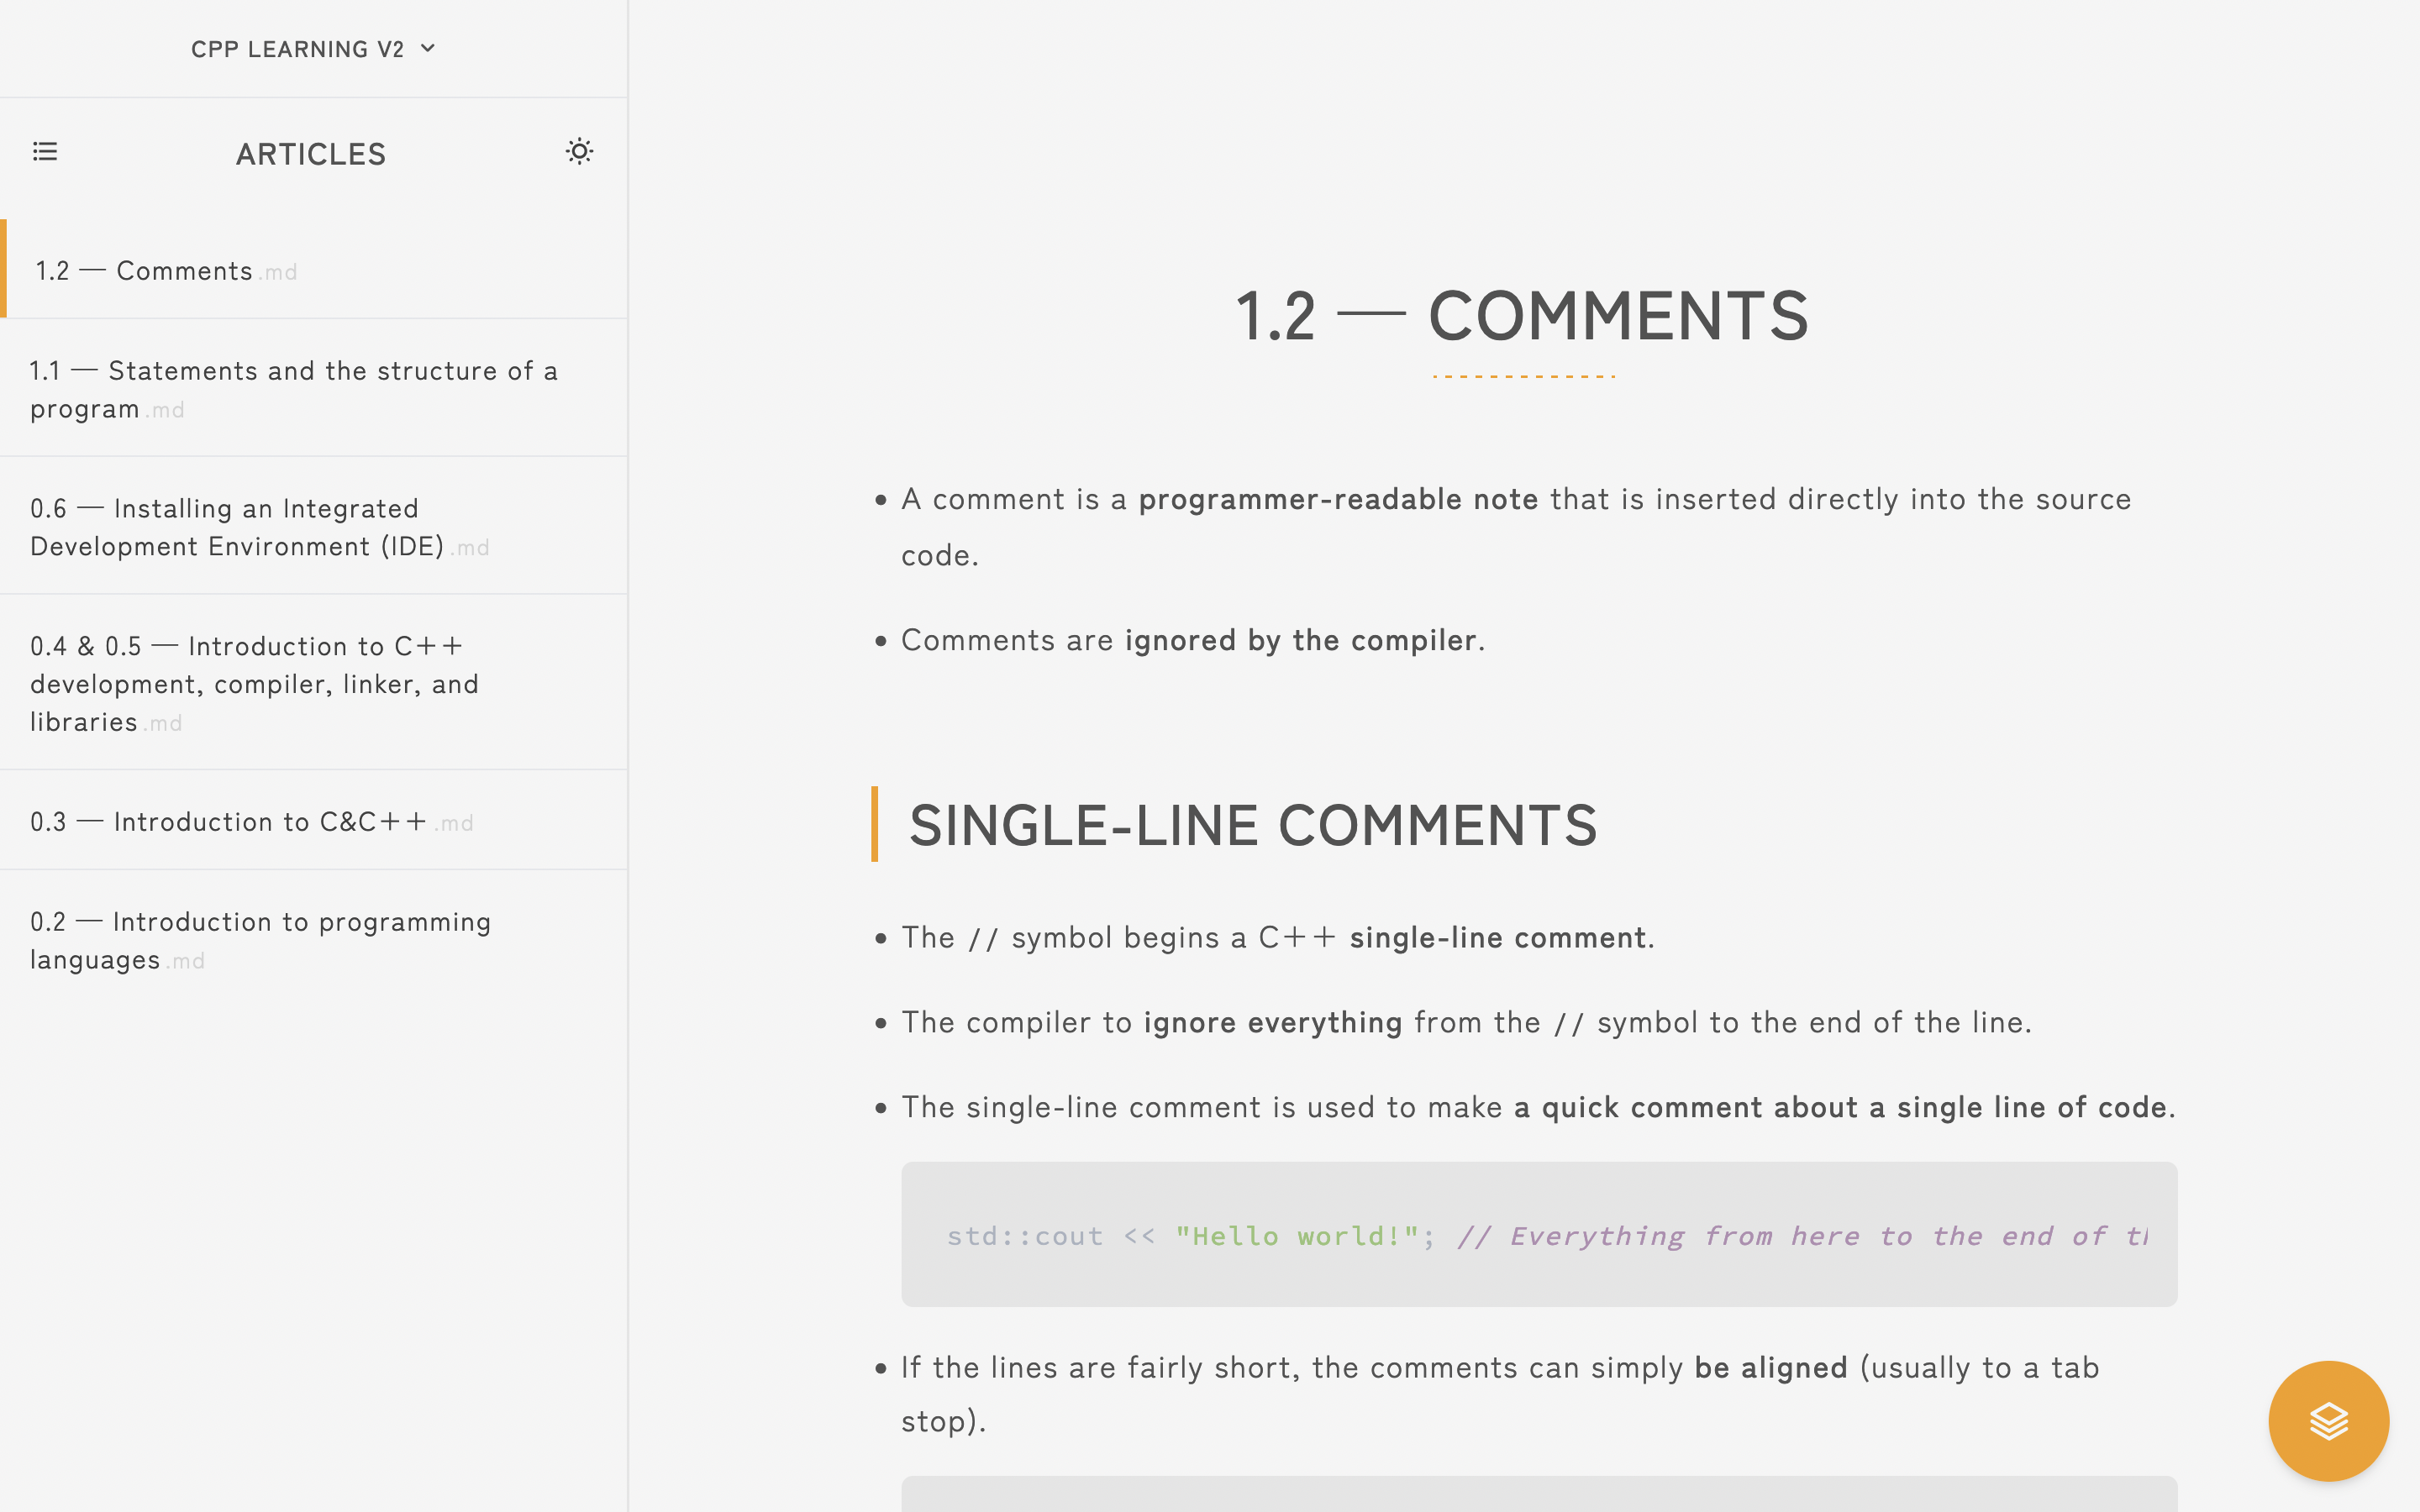 CPP LEARNING V2
ARTICLES
1.2 — Comments .md
1.1 — Statements and the structure of a
program .md
0.6 — Installing an Integrated
Development Environment (IDE) .md
0.4 & 0.5 — Introduction to C++
development, compiler, linker, and
libraries .md
0.3 — Introduction to C&C++ .md
0.2 — Introduction to programming
languages .md
1.2 — COMMENTS
• A comment is a programmer-readable note that is inserted directly into the source
code.
• Comments are ignored by the compiler.
SINGLE-LINE COMMENTS
• The // symbol begins a C++ single-line comment.
• The compiler to ignore everything from the // symbol to the end of the line.
• The single-line comment is used to make a quick comment about a single line of code.
std::cout << "Hello world!"; // Everything from here to the end of
• If the lines are fairly short, the comments can simply be aligned (usually to a tab
stop).